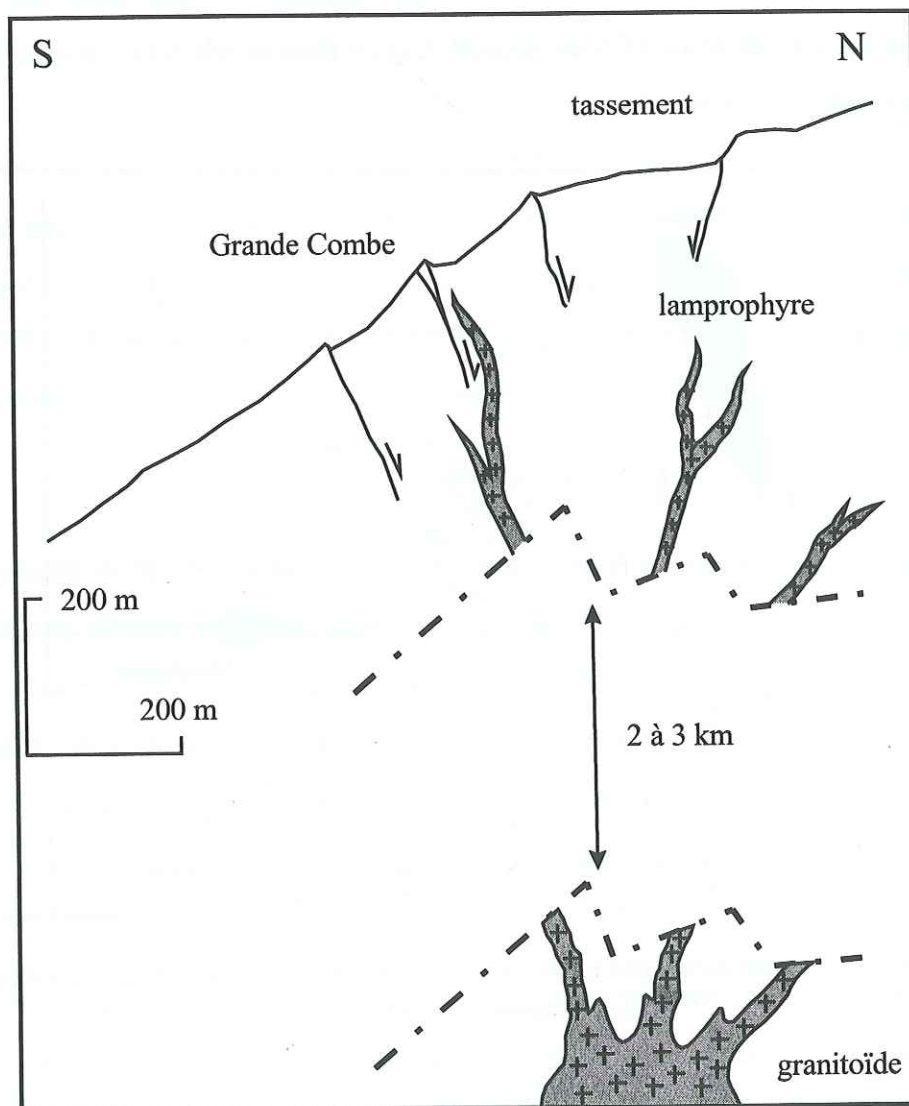 S
N
tassement
Grande Combe
lamprophyre
200 m
200 m
2 à 3 km
granitoïde